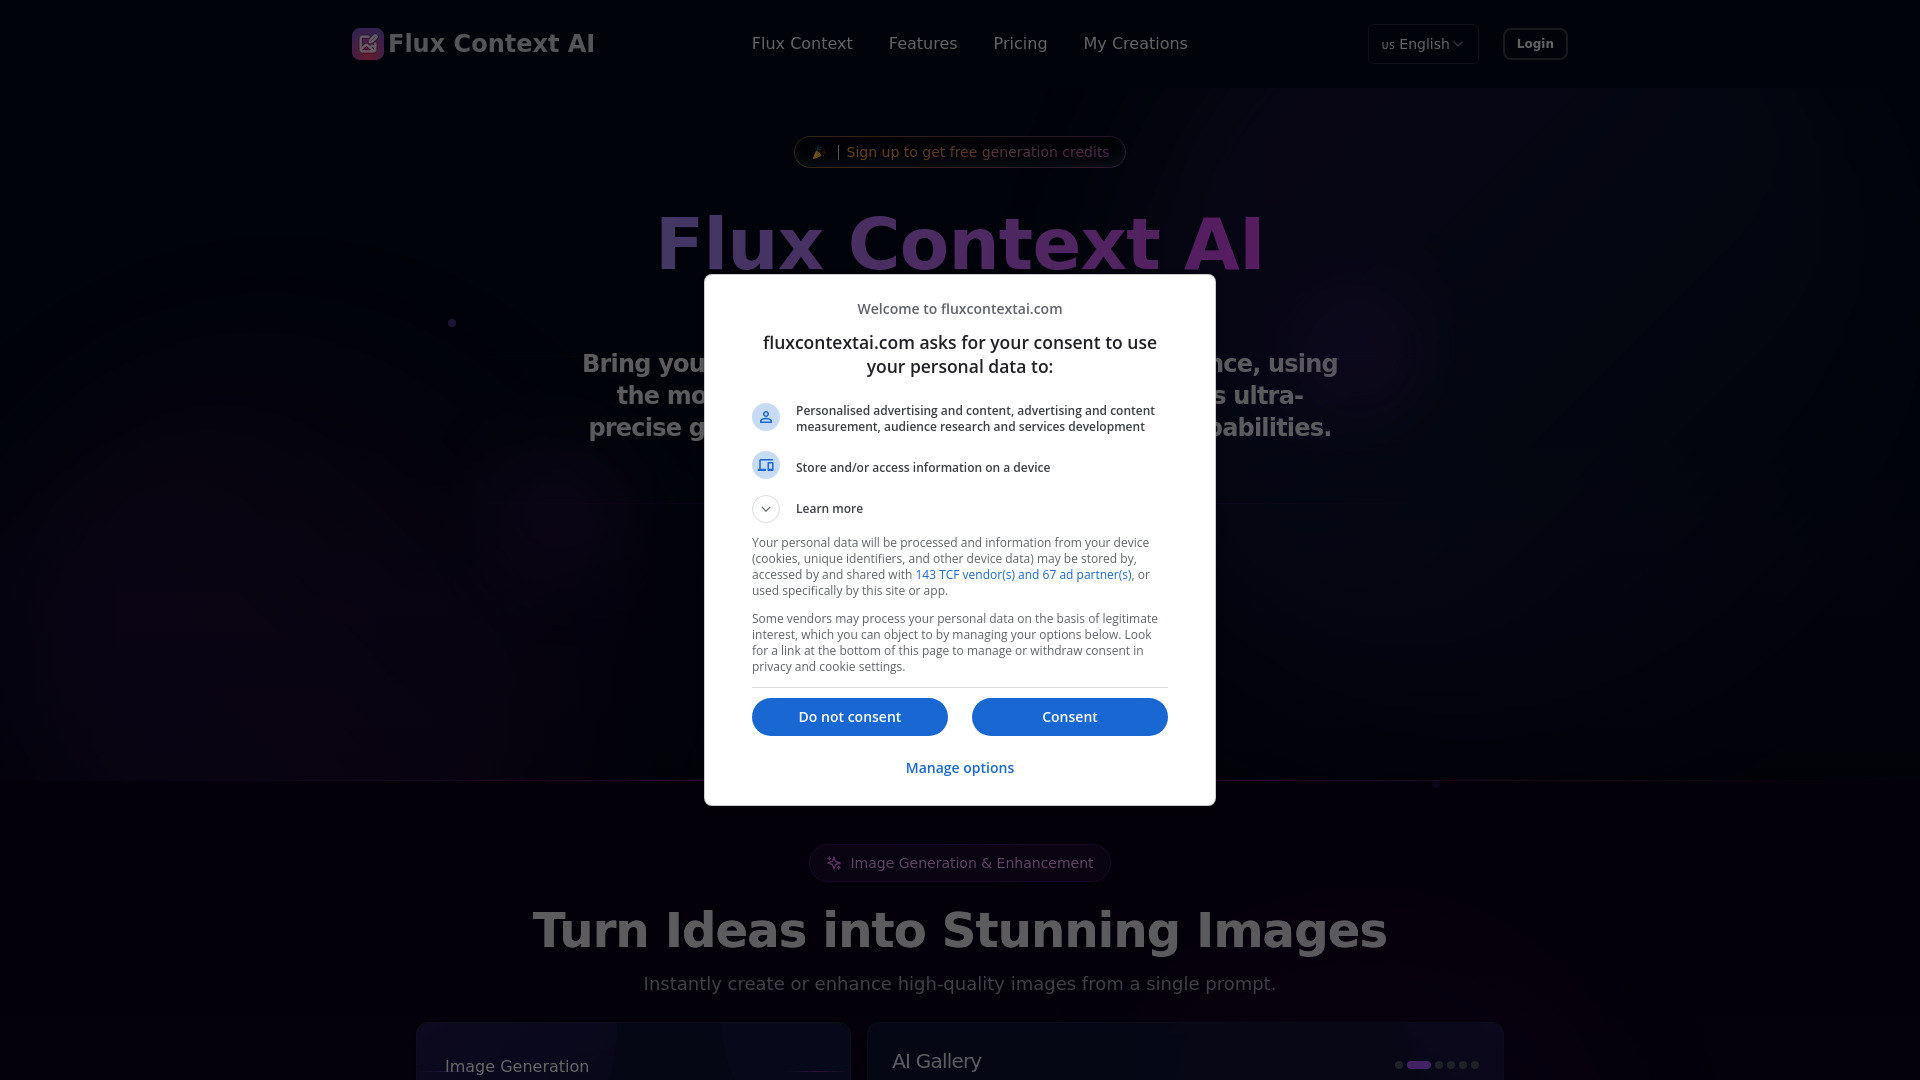 Flux Context AI
Flux Context
Features
Pricing
My Creations
us English
Login
Sign up to get free generation credits
Flux Context AI
Bring you
nce, using
the mo
s ultra-
precise g
pabilities.
Welcome to fluxcontextai.com
fluxcontextai.com asks for your consent to use
your personal data to:
Personalised advertising and content, advertising and content
measurement, audience research and services development
Store and/or access information on a device
Learn more
Your personal data will be processed and information from your device
(cookies, unique identifiers, and other device data) may be stored by,
accessed by and shared with 143 TCF vendor(s) and 67 ad partner(s), or
used specifically by this site or app.
Some vendors may process your personal data on the basis of legitimate
interest, which you can object to by managing your options below. Look
for a link at the bottom of this page to manage or withdraw consent in
privacy and cookie settings.
Do not consent
Consent
Manage options
Image Generation & Enhancement
Turn Ideas into Stunning Images
Instantly create or enhance high-quality images from a single prompt.
Image Generation
AI Gallery